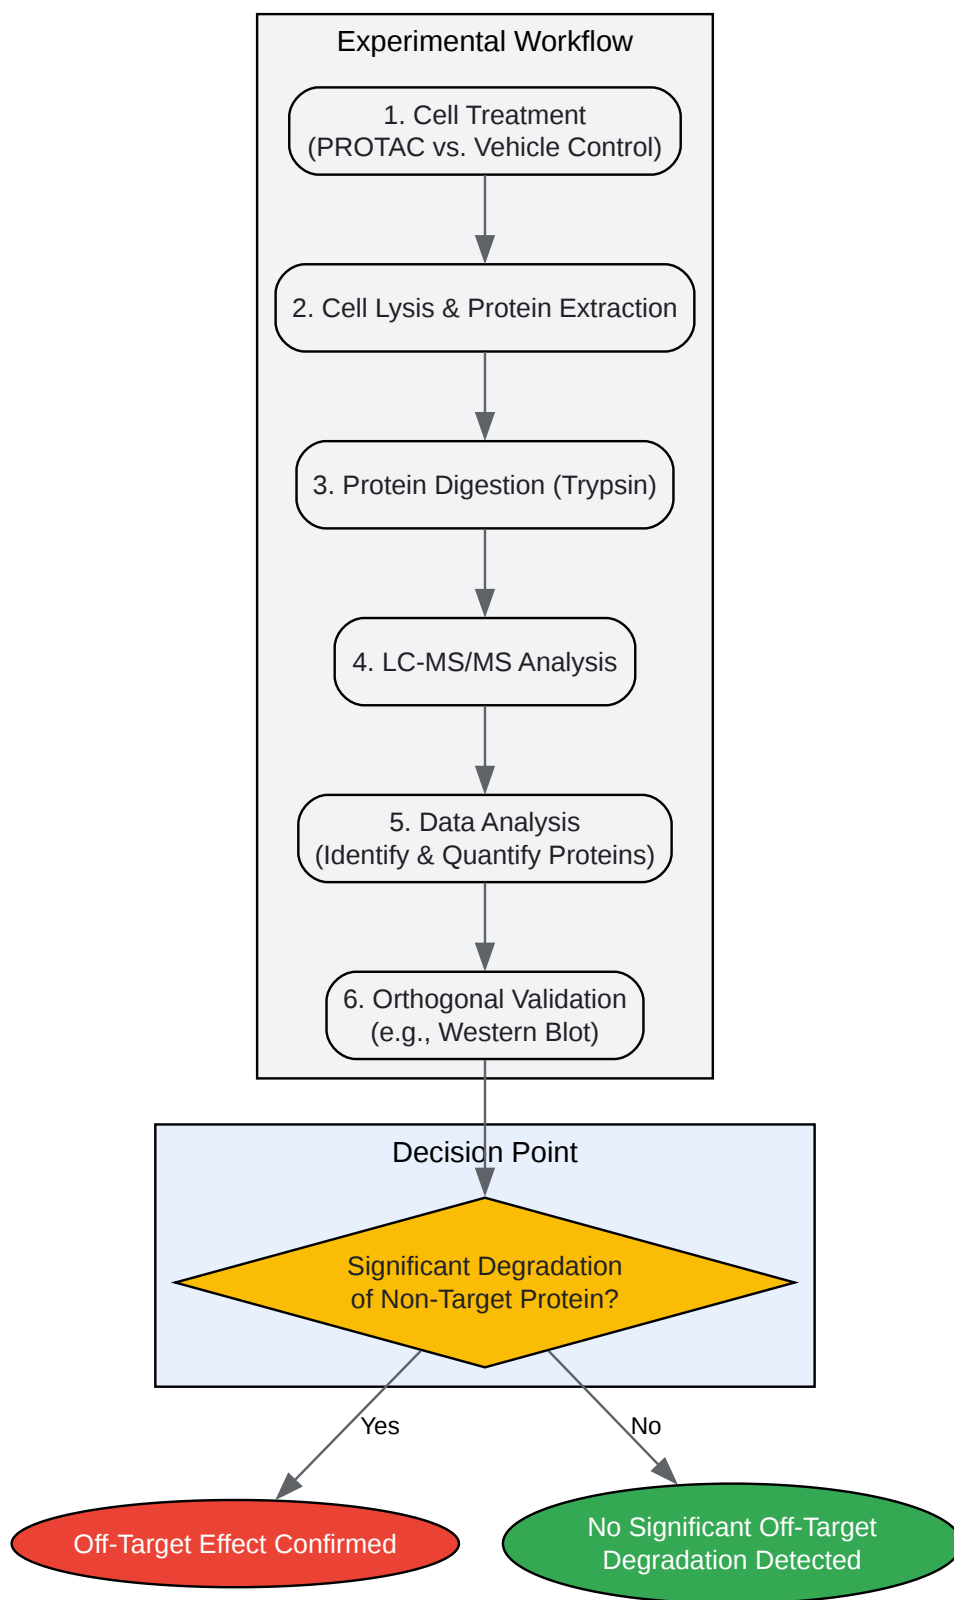 Experimental Workflow
1. Cell Treatment
(PROTAC vs. Vehicle Control)
2. Cell Lysis & Protein Extraction
3. Protein Digestion (Trypsin)
4. LC-MS/MS Analysis
5. Data Analysis
(Identify & Quantify Proteins)
6. Orthogonal Validation
(e.g., Western Blot)
Decision Point
Significant Degradation
of Non-Target Protein?
Yes
No
Off-Target Effect Confirmed
No Significant Off-Target
Degradation Detected